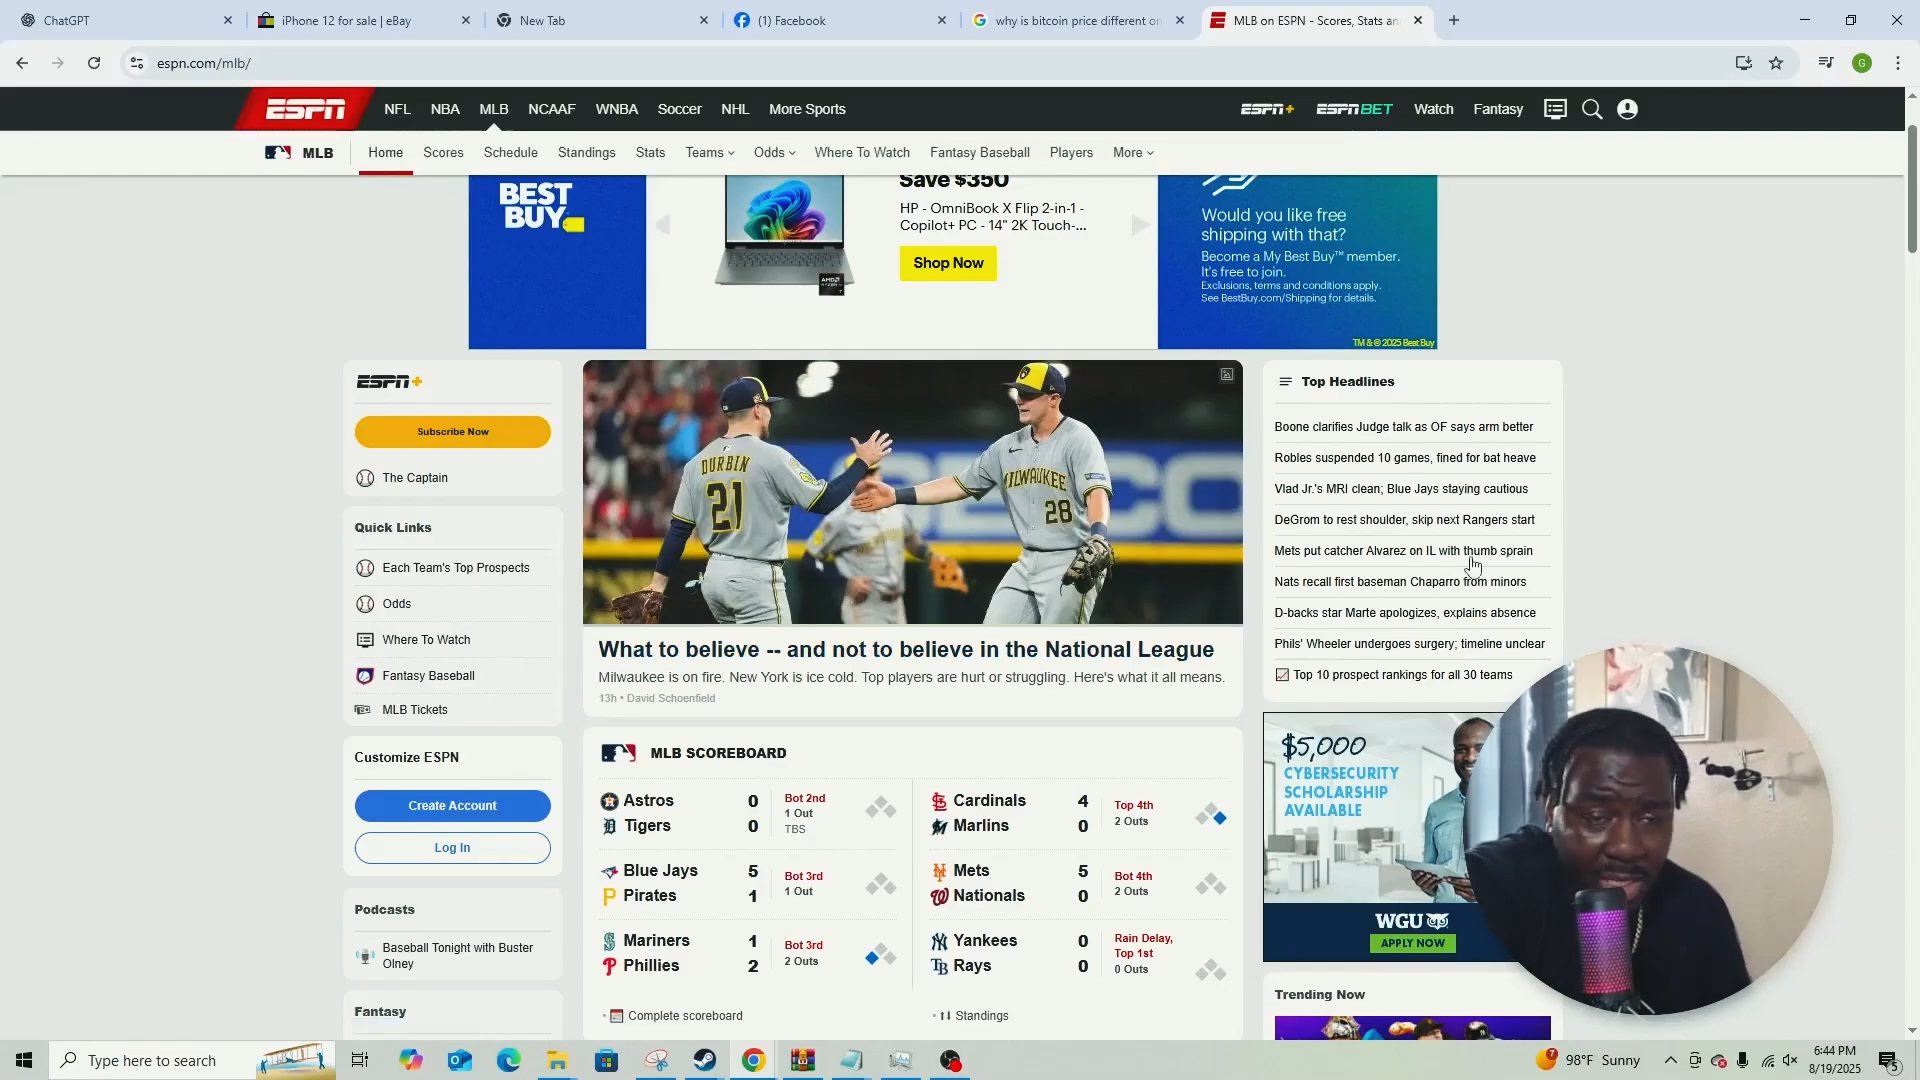 ChatGPT
iPhone 12 for sale | eBay
New Tab
(1) Facebook
why is bitcoin price different on
MLB on ESPN - Scores, Stats an
espn.com/mlb/
G
ESPN
NFL
NBA
MLB
NCAAF
WNBA
Soccer
NHL
More Sports
ESPN+
ESPN BET
Watch
Fantasy
MLB
Home
Scores
Schedule
Standings
Stats
Teams
Odds
Where To Watch
Fantasy Baseball
Players
More
BEST
BUY
Save $350
HP - OmniBook X Flip 2-in-1 -
Copilot+ PC - 14" 2K Touch-...
Shop Now
AMD
RYZEN
Would you like free
shipping with that?
Become a My Best Buy™ member.
It's free to join.
Exclusions, terms and conditions apply.
See BestBuy.com/Shipping for details.
TM & © 2025 Best Buy
ESPN+
Subscribe Now
The Captain
Quick Links
Each Team's Top Prospects
Odds
Where To Watch
Fantasy Baseball
MLB Tickets
Customize ESPN
Create Account
Log In
Podcasts
Baseball Tonight with Buster
Olney
Fantasy
DURBIN
21
MILWAUKEE
28
GEICO
What to believe -- and not to believe in the National League
Milwaukee is on fire. New York is ice cold. Top players are hurt or struggling. Here's what it all means.
13h • David Schoenfield
MLB SCOREBOARD
Astros 0 Bot 2nd
Tigers 0 1 Out
TBS
Cardinals 4 Top 4th
Marlins 0 2 Outs
Blue Jays 5 Bot 3rd
Pirates 1 1 Out
Mets 5 Bot 4th
Nationals 0 2 Outs
Mariners 1 Bot 3rd
Phillies 2 2 Outs
Yankees 0 Rain Delay,
Top 1st
Rays 0 0 Outs
Complete scoreboard
Standings
Top Headlines
Boone clarifies Judge talk as OF says arm better
Robles suspended 10 games, fined for bat heave
Vlad Jr.'s MRI clean; Blue Jays staying cautious
DeGrom to rest shoulder, skip next Rangers start
Mets put catcher Alvarez on IL with thumb sprain
Nats recall first baseman Chaparro from minors
D-backs star Marte apologizes, explains absence
Phils' Wheeler undergoes surgery; timeline unclear
Top 10 prospect rankings for all 30 teams
$5,000
CYBERSECURITY
SCHOLARSHIP
AVAILABLE
WGU
APPLY NOW
Trending Now
Type here to search
7
98°F Sunny
6:44 PM
8/19/2025
5